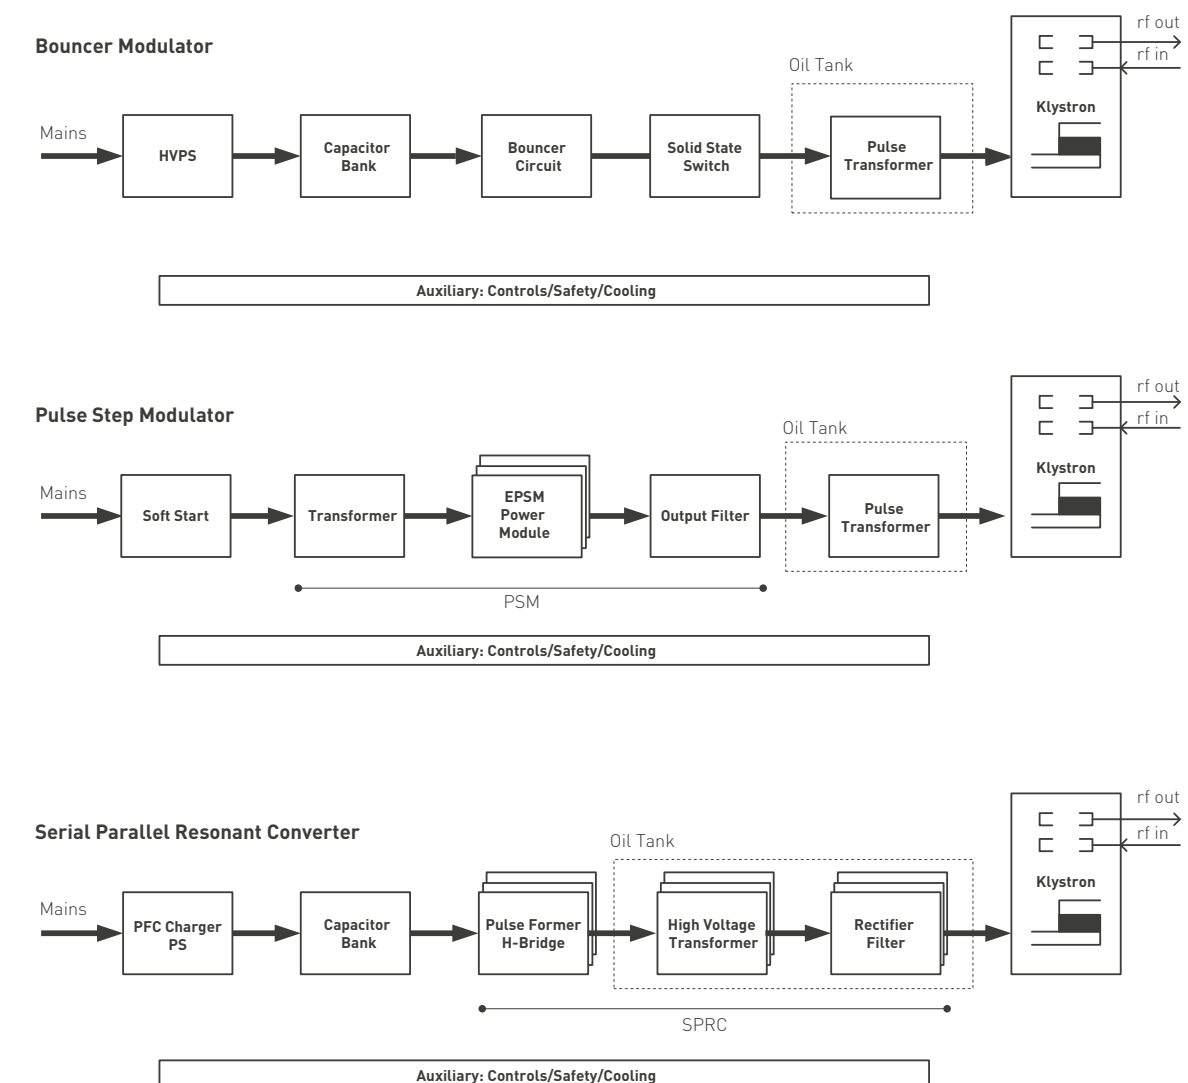 Bouncer Modulator
rf out
rf in
Oil Tank
Klystron
Mains
HVPS
Capacitor
Bank
Bouncer
Circuit
Solid State
Switch
Pulse
Transformer
Auxiliary: Controls/Safety/Cooling
Pulse Step Modulator
rf out
rf in
Oil Tank
Klystron
Mains
Soft Start
Transformer
EPSM
Power
Module
Output Filter
Pulse
Transformer
PSM
Auxiliary: Controls/Safety/Cooling
Serial Parallel Resonant Converter
rf out
rf in
Oil Tank
Klystron
Mains
PFC Charger
PS
Capacitor
Bank
Pulse Former
H-Bridge
High Voltage
Transformer
Rectifier
Filter
SPRC
Auxiliary: Controls/Safety/Cooling